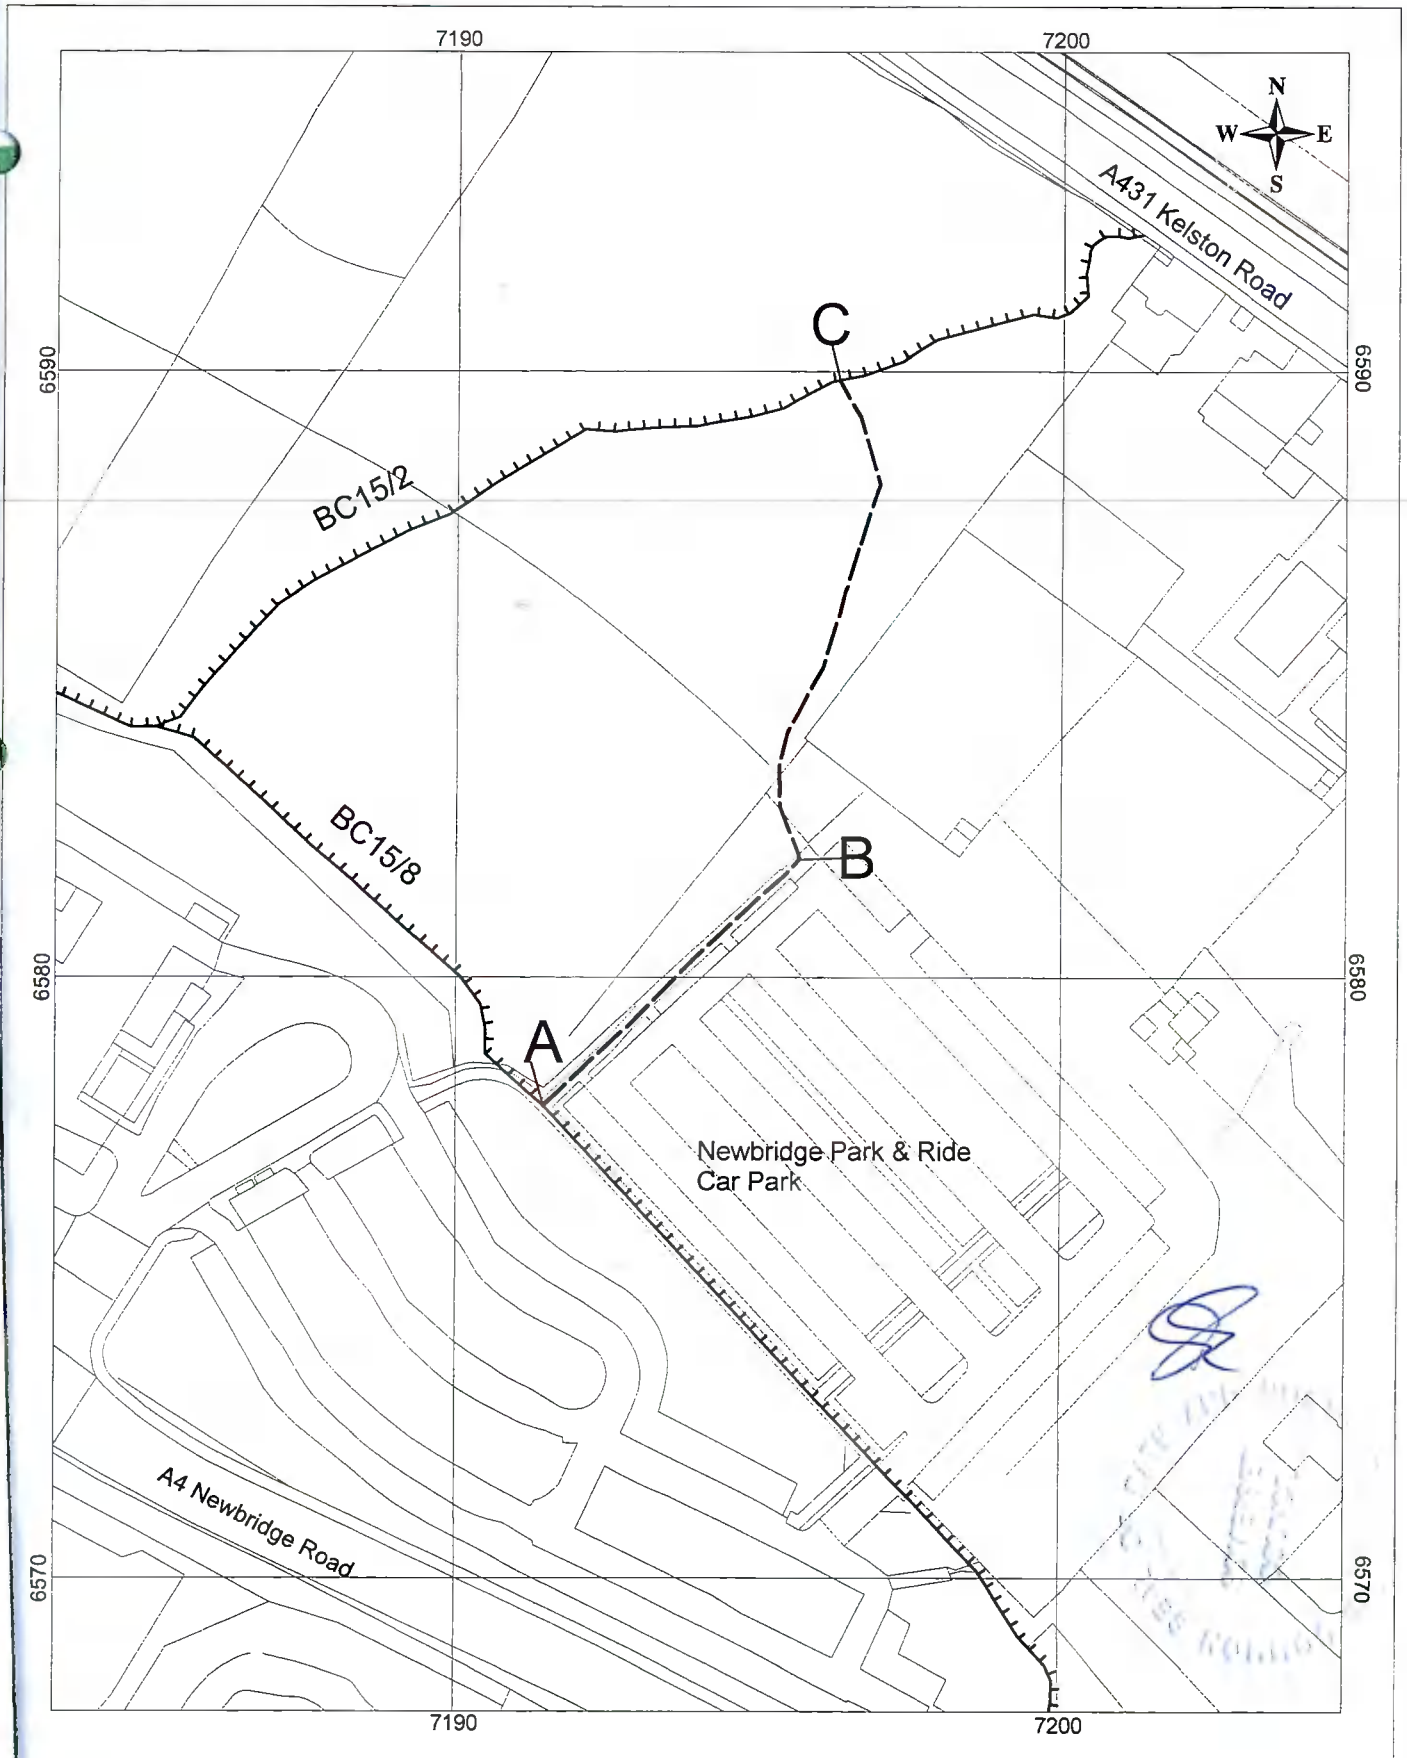 7190
7200
N
W E
S
A431 Kelston Road
C
6590
6590
BC15/2
BC15/8
B
6580
6580
A
Newbridge Park & Ride
Car Park
A4 Newbridge Road
6570
6570
7190
7200